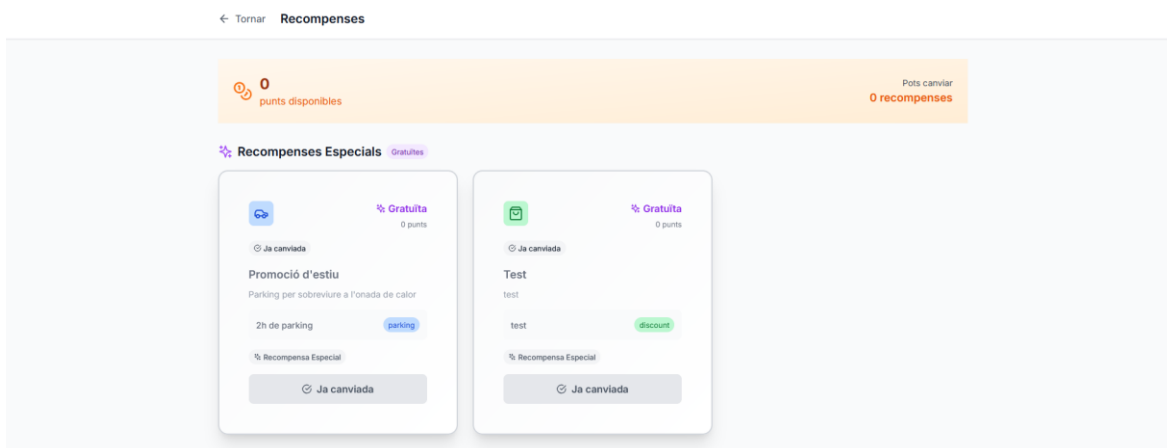 Tornar Recompenses
0
punts disponibles
Pots canviar
0 recompenses
Recompenses Especials Gratuïtes
Gratuïta
0 punts
Ja canviada
Promoció d'estiu
Parking per sobreviure a l'onada de calor
2h de parking parking
Recompensa Especial
Ja canviada
Gratuïta
0 punts
Ja canviada
Test
test
test discount
Recompensa Especial
Ja canviada